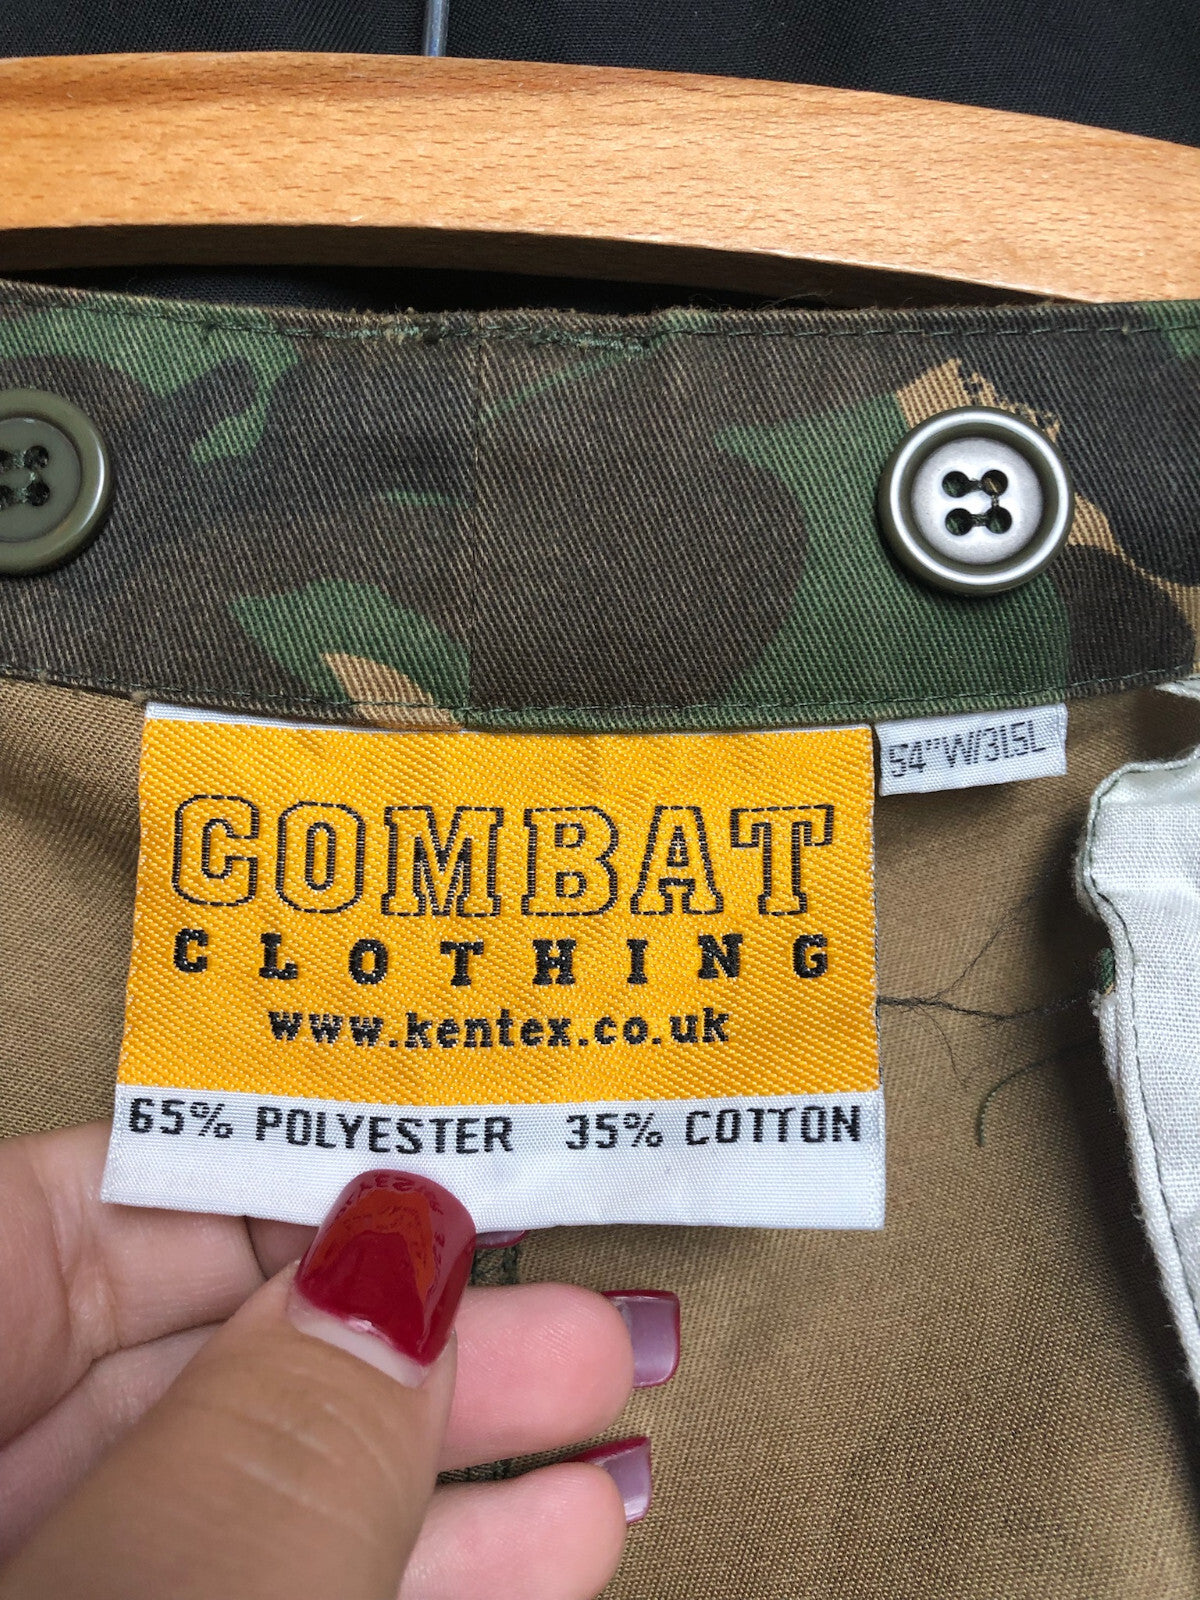 54"W/31.5L
COMBAT
CLOTHING
www.kentex.co.uk
65% POLYESTER 35% COTTON